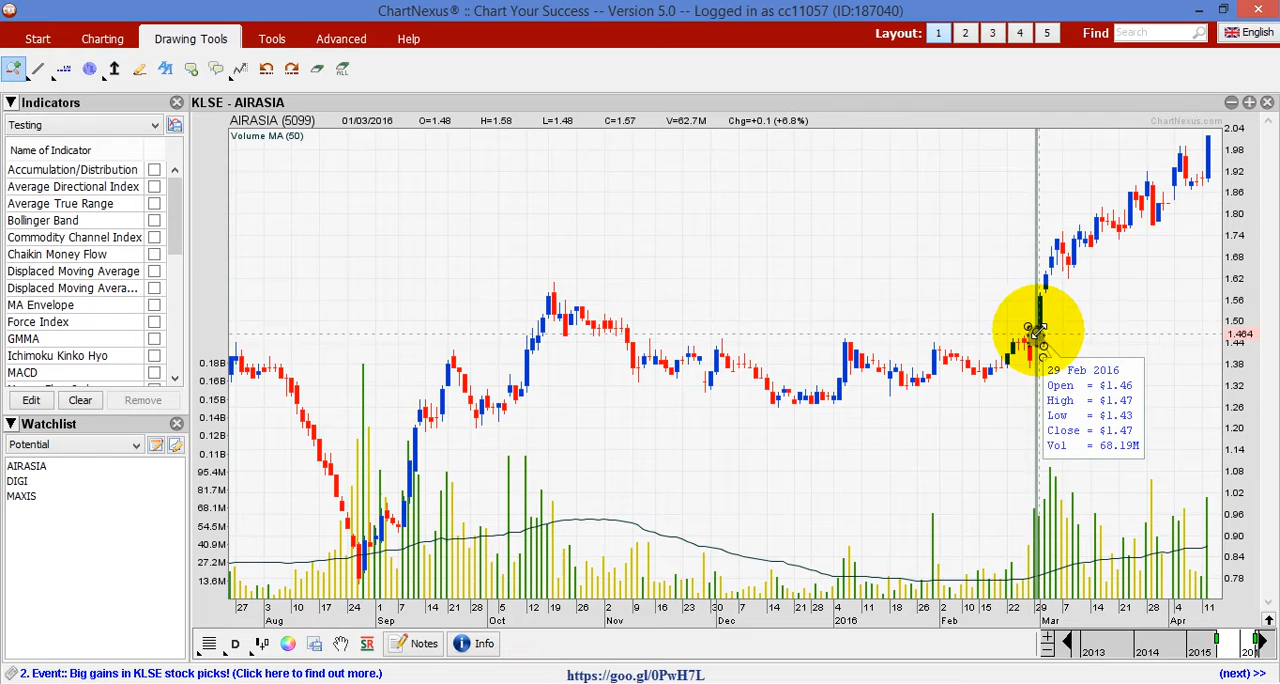 ChartNexus® :: Chart Your Success -- Version 5.0 -- Logged in as cc11057 (ID:187040)
Start Charting Drawing Tools Tools Advanced Help
Layout: 1 2 3 4 5 Find Search English
ALL
Indicators
Testing
Name of Indicator
Accumulation/Distribution
Average Directional Index
Average True Range
Bollinger Band
Commodity Channel Index
Chaikin Money Flow
Displaced Moving Average
Displaced Moving Avera...
MA Envelope
Force Index
GMMA
Ichimoku Kinko Hyo
MACD
Edit Clear Remove
Watchlist
Potential
AIRASIA
DIGI
MAXIS
KLSE - AIRASIA
AIRASIA (5099) 01/03/2016 O=1.48 H=1.58 L=1.48 C=1.57 V=62.7M Chg=+0.1 (+6.8%) ChartNexus.com
Volume MA (50)
2.04
1.98
1.92
1.86
1.80
1.74
1.68
1.62
1.56
1.50
1.464
1.44
1.38
1.32
1.26
1.20
1.14
1.08
1.02
0.96
0.90
0.84
0.78
0.18B
0.16B
0.15B
0.14B
0.12B
0.11B
95.4M
81.7M
68.1M
54.5M
40.9M
27.2M
13.6M
29 Feb 2016
Open = $1.46
High = $1.47
Low = $1.43
Close = $1.47
Vol = 68.19M
27 3 10 17 24 1 7 14 21 28 5 12 19 26 2 9 16 23 30 7 14 21 28 4 11 18 25 2 10 15 22 29 7 14 21 28 4 11
Aug Sep Oct Nov Dec 2016 Feb Mar Apr
D SR Notes Info
2013 2014 2015 20
2. Event:: Big gains in KLSE stock picks! (Click here to find out more.)
https://goo.gl/0PwH7L
(next) >>